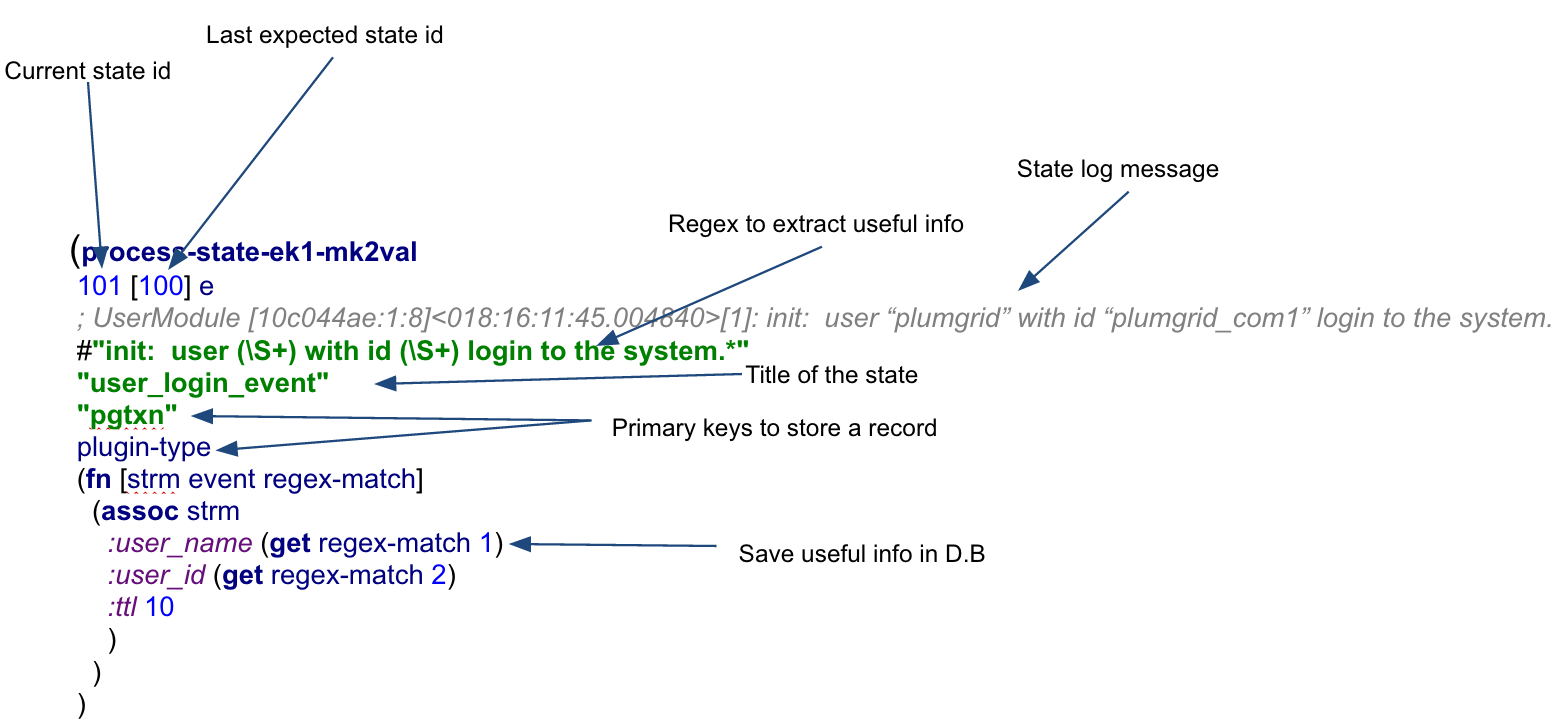 Last expected state id
Current state id
State log message
Regex to extract useful info
(process-state-ek1-mk2val
101 [100] e
; UserModule [10c044ae:1:8]<018:16:11:45.004640>[1]: init:  user “plumgrid” with id “plumgrid_com1” login to the system.
#"init:  user (\S+) with id (\S+) login to the system.*"
"user_login_event"
Title of the state
"pgtxn"
Primary keys to store a record
plugin-type
(fn [strm event regex-match]
(assoc strm
:user_name (get regex-match 1)
Save useful info in D.B
:user_id (get regex-match 2)
:ttl 10
)
)
)